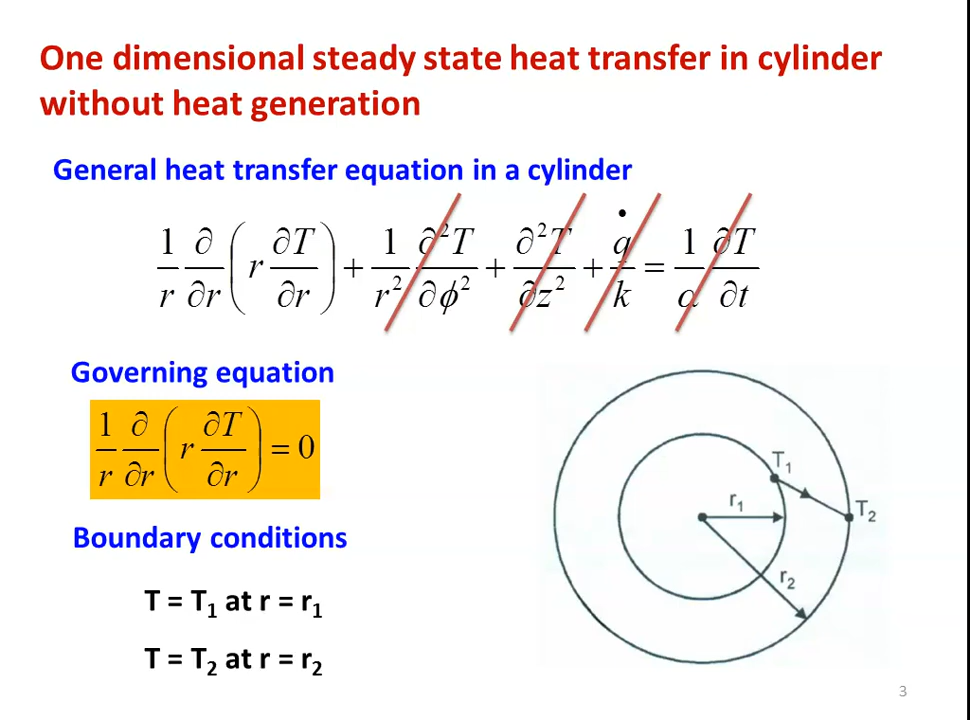 One dimensional steady state heat transfer in cylinder
without heat generation
General heat transfer equation in a cylinder
1/r ∂/∂r (r ∂T/∂r) + 1/r² ∂²T/∂ϕ² + ∂²T/∂z² + q̇/k = 1/α ∂T/∂t
Governing equation
1/r ∂/∂r (r ∂T/∂r) = 0
Boundary conditions
T = T₁ at r = r₁
T = T₂ at r = r₂
T₁
r₁
T₂
r₂
3